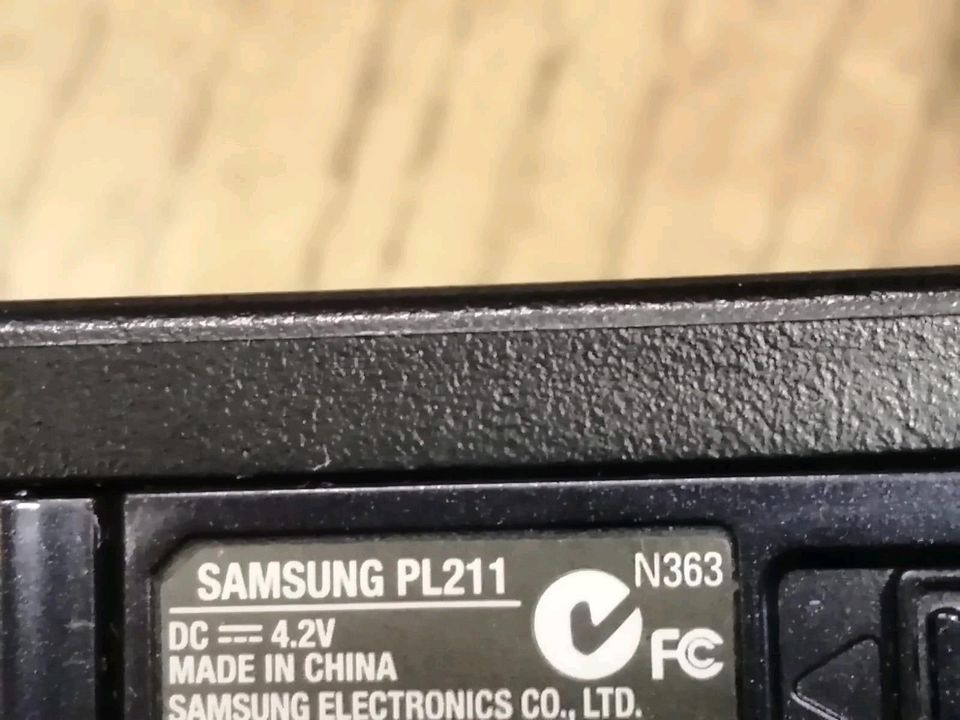 SAMSUNG PL211
N363
DC 4.2V
FC
MADE IN CHINA
SAMSUNG ELECTRONICS CO., LTD.